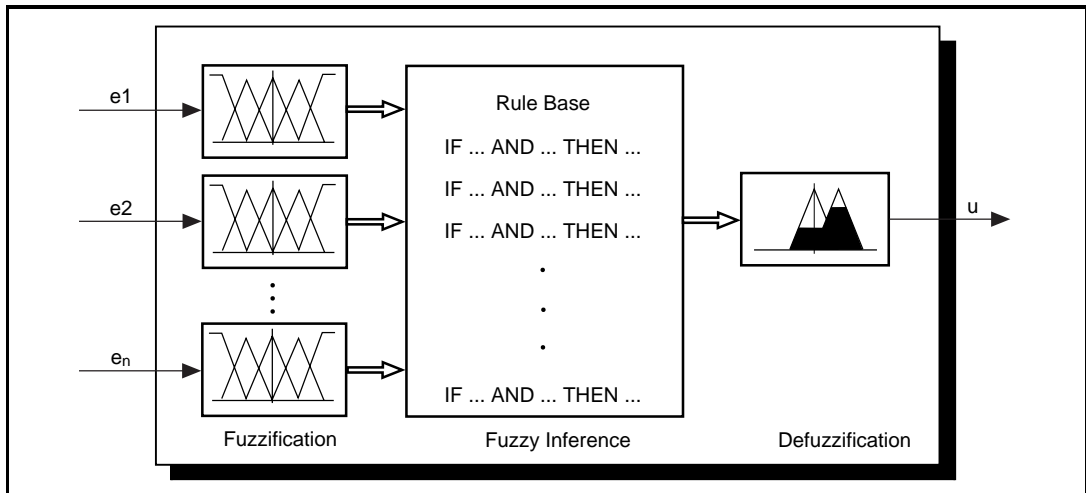 e1
e2
eₙ
Rule Base
IF ... AND ... THEN ...
IF ... AND ... THEN ...
IF ... AND ... THEN ...
IF ... AND ... THEN ...
u
Fuzzification
Fuzzy Inference
Defuzzification